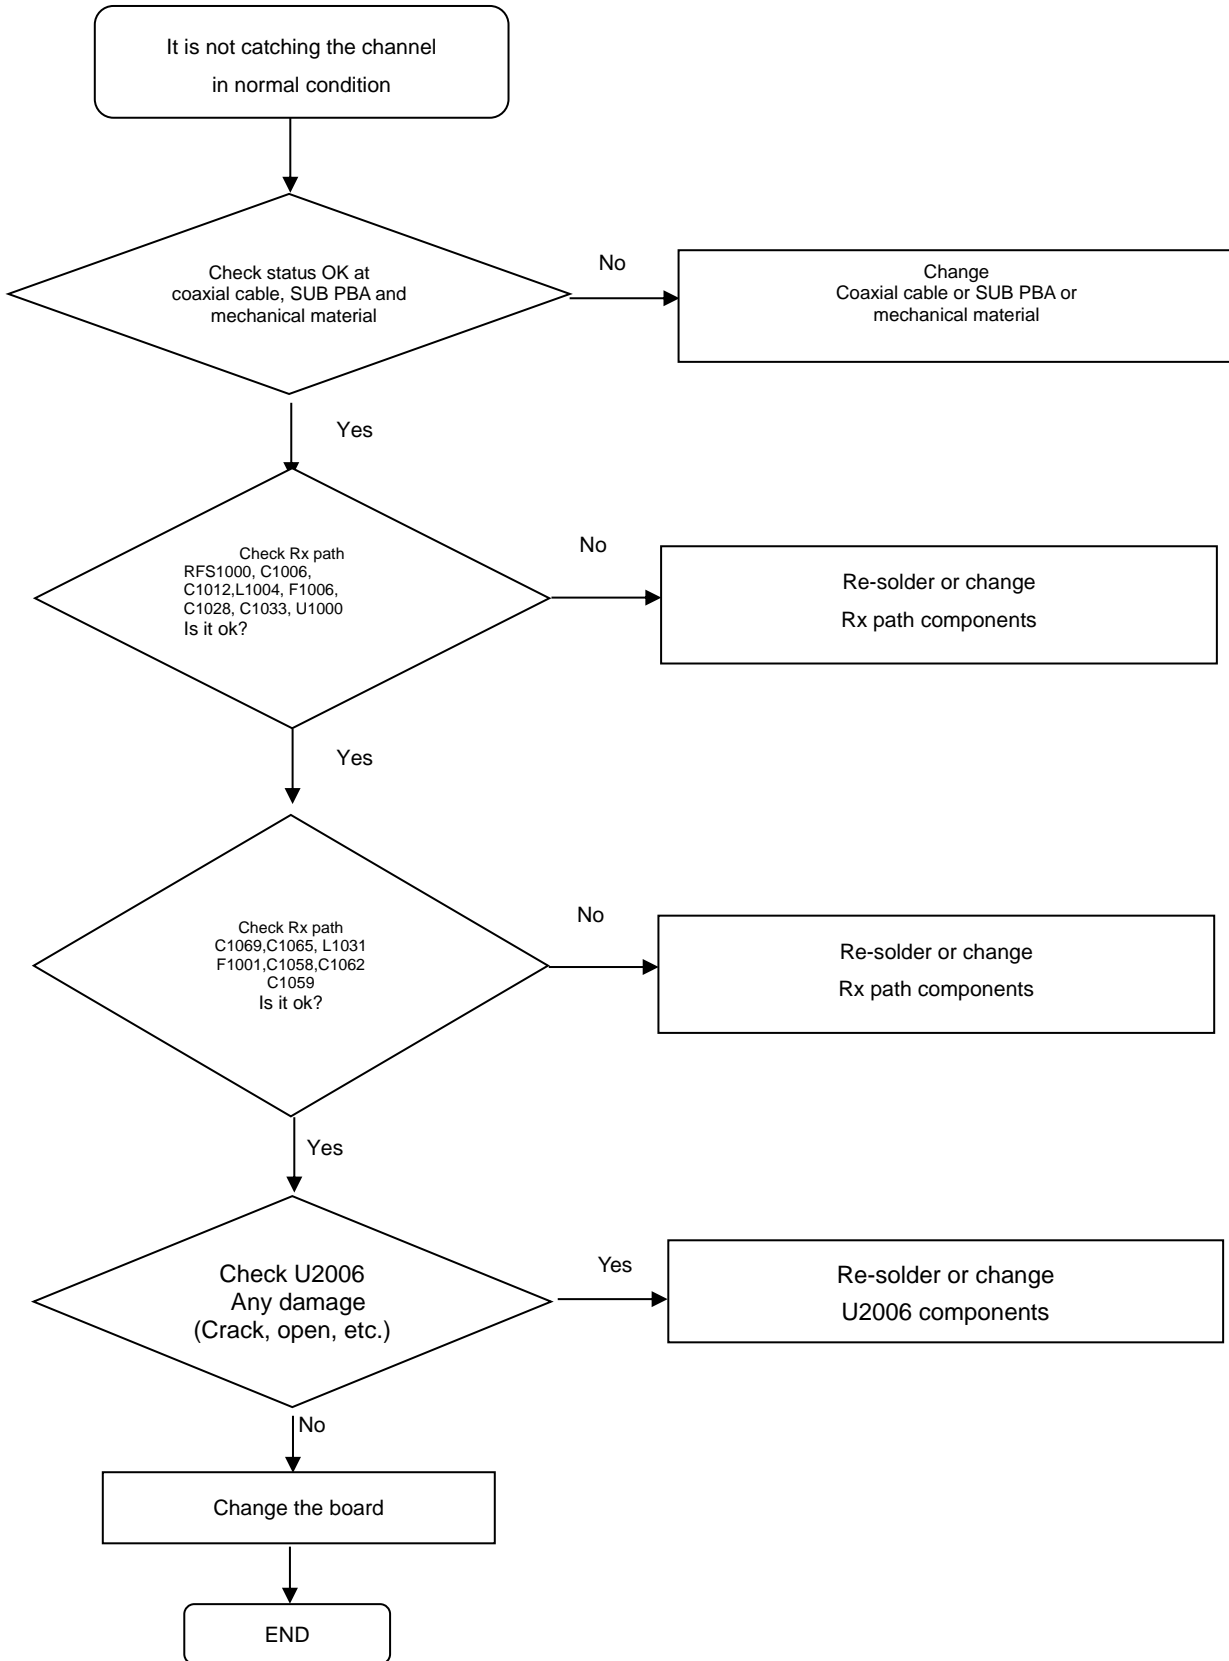 It is not catching the channel
in normal condition
Check status OK at
coaxial cable, SUB PBA and
mechanical material
No
Change
Coaxial cable or SUB PBA or
mechanical material
Yes
Check Rx path
RFS1000, C1006,
C1012,L1004, F1006,
C1028, C1033, U1000
Is it ok?
No
Re-solder or change
Rx path components
Yes
Check Rx path
C1069,C1065, L1031
F1001,C1058,C1062
C1059
Is it ok?
No
Re-solder or change
Rx path components
Yes
Check U2006
Any damage
(Crack, open, etc.)
Yes
Re-solder or change
U2006 components
No
Change the board
END